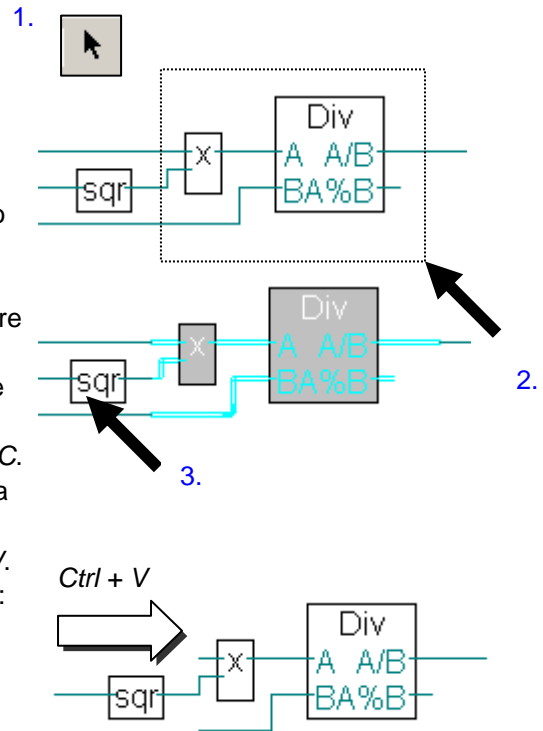 1.
Div
x
A A/B
sqr
BA%B
o
re
Div
x
A A/B
sqr
BA%B
e
2.
C.
3.
a
V.
Ctrl + V
:
Div
x
A A/B
sqr
BA%B